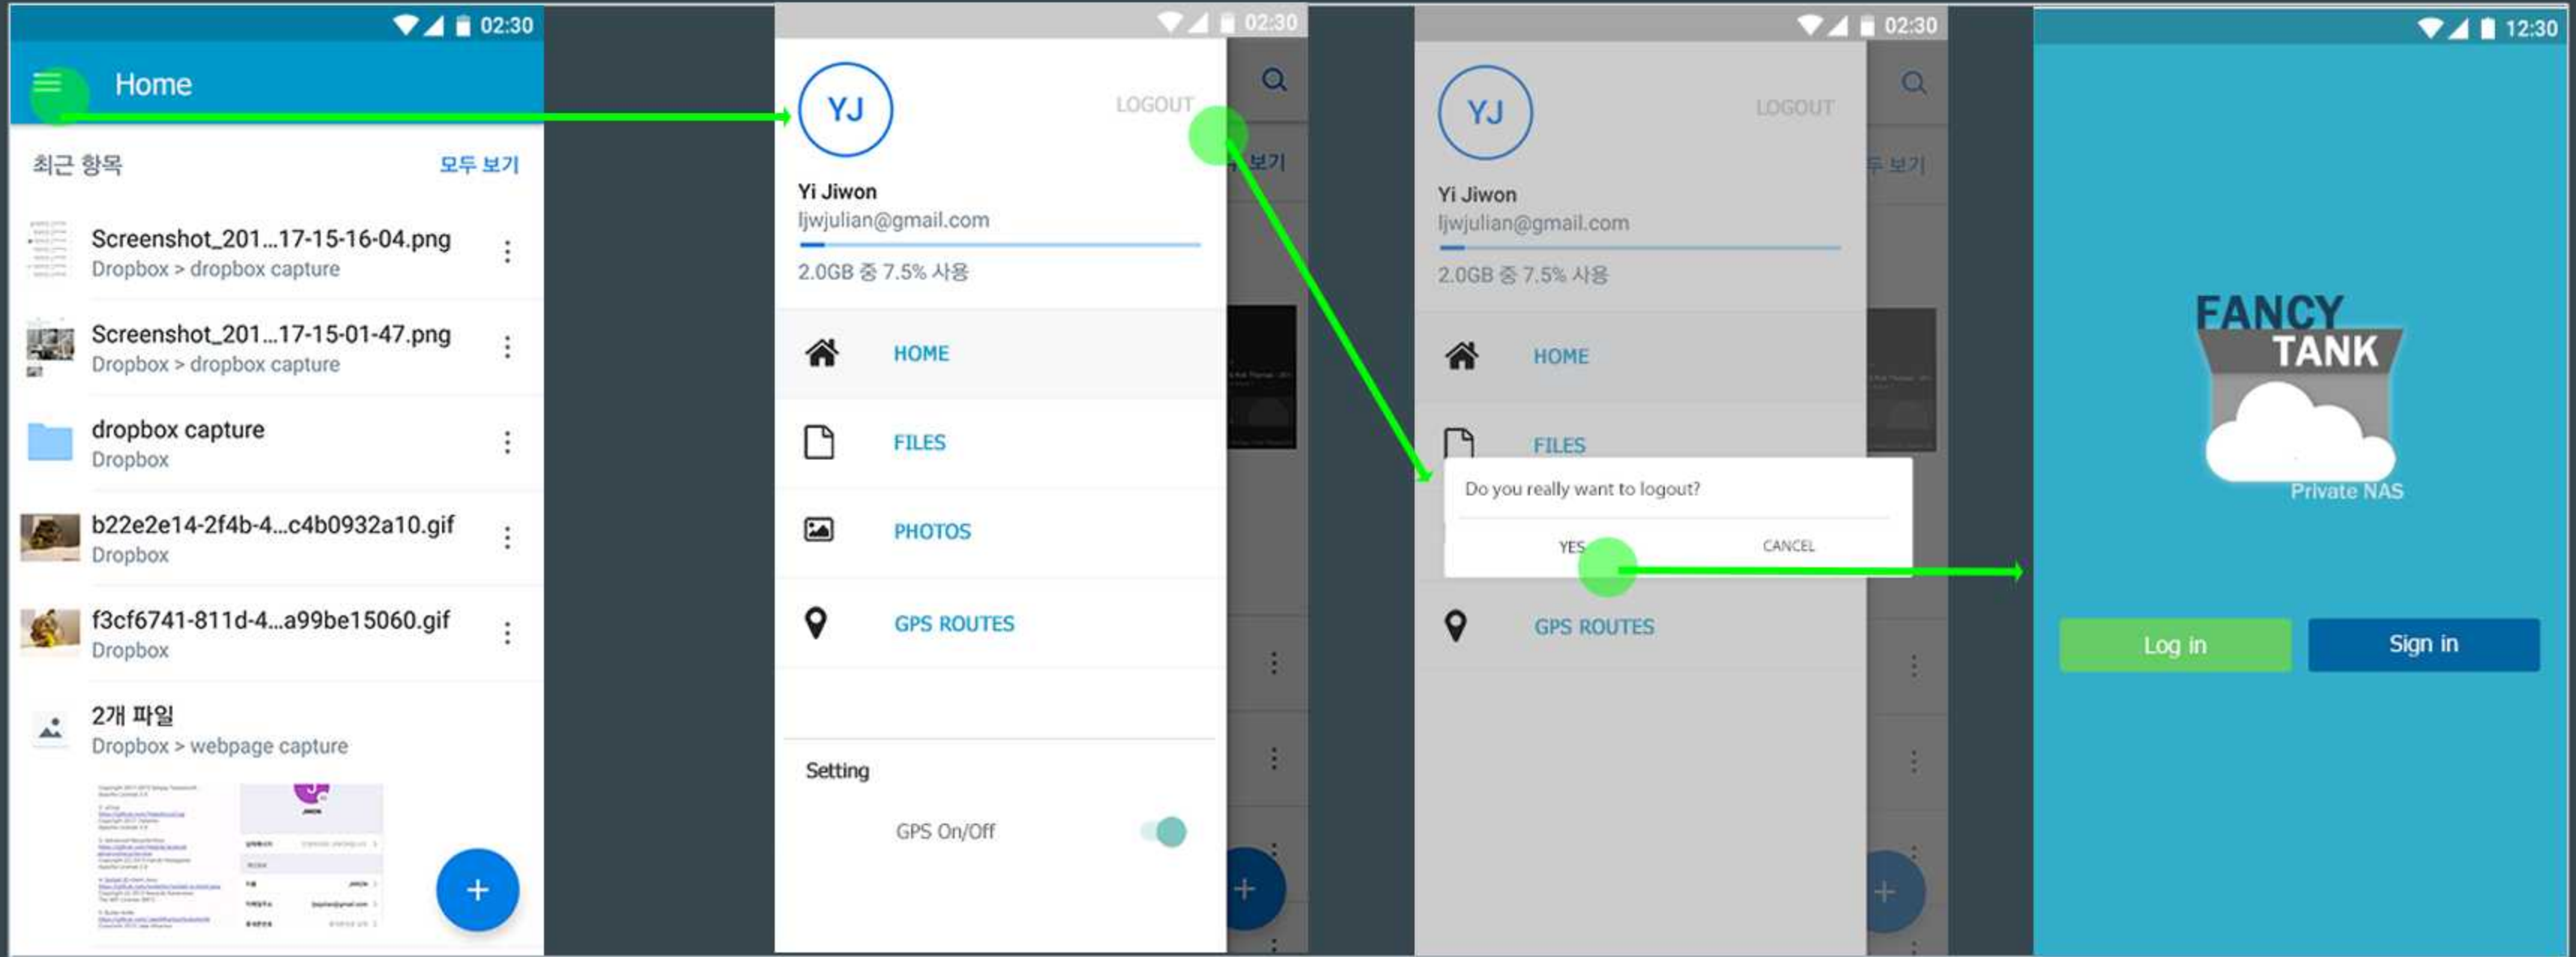 02:30
Home
최근 항목
모두 보기
Screenshot_201...17-15-16-04.png
Dropbox > dropbox capture
Screenshot_201...17-15-01-47.png
Dropbox > dropbox capture
dropbox capture
Dropbox
b22e2e14-2f4b-4...c4b0932a10.gif
Dropbox
f3cf6741-811d-4...a99be15060.gif
Dropbox
2개 파일
Dropbox > webpage capture
02:30
YJ
LOGOUT
보기
Yi Jiwon
ljwjulian@gmail.com
2.0GB 중 7.5% 사용
HOME
FILES
PHOTOS
GPS ROUTES
Setting
GPS On/Off
02:30
YJ
LOGOUT
두 보기
Yi Jiwon
ljwjulian@gmail.com
2.0GB 중 7.5% 사용
HOME
FILES
Do you really want to logout?
YES
CANCEL
GPS ROUTES
12:30
FANCY
TANK
Private NAS
Log in
Sign in